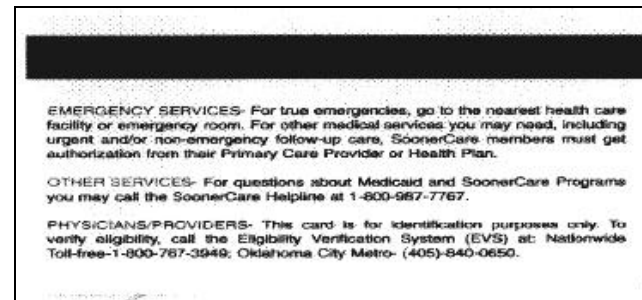 EMERGENCY SERVICES- For true emergencies, go to the nearest health care
facility or emergency room. For other medical services you may need, including
urgent and/or non-emergency follow-up care, SoonerCare members must get
authorization from their Primary Care Provider or Health Plan.
OTHER SERVICES- For questions about Medicaid and SoonerCare Programs
you may call the SoonerCare Helpline at 1-800-987-7767.
PHYSICIANS/PROVIDERS- This card is for identification purposes only. To
verify eligibility, call the Eligibility Verification System (EVS) at: Nationwide
Toll-free-1-800-767-3949; Oklahoma City Metro- (405)-840-0650.